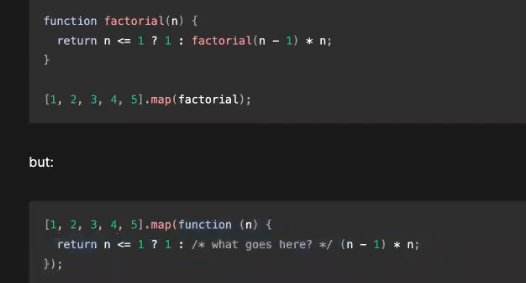 function factorial(n) {
return n <= 1 ? 1 : factorial(n - 1) * n;
}
[1, 2, 3, 4, 5].map(factorial);
but:
[1, 2, 3, 4, 5].map(function (n) {
return n <= 1 ? 1 : /* what goes here? */ (n - 1) * n;
});